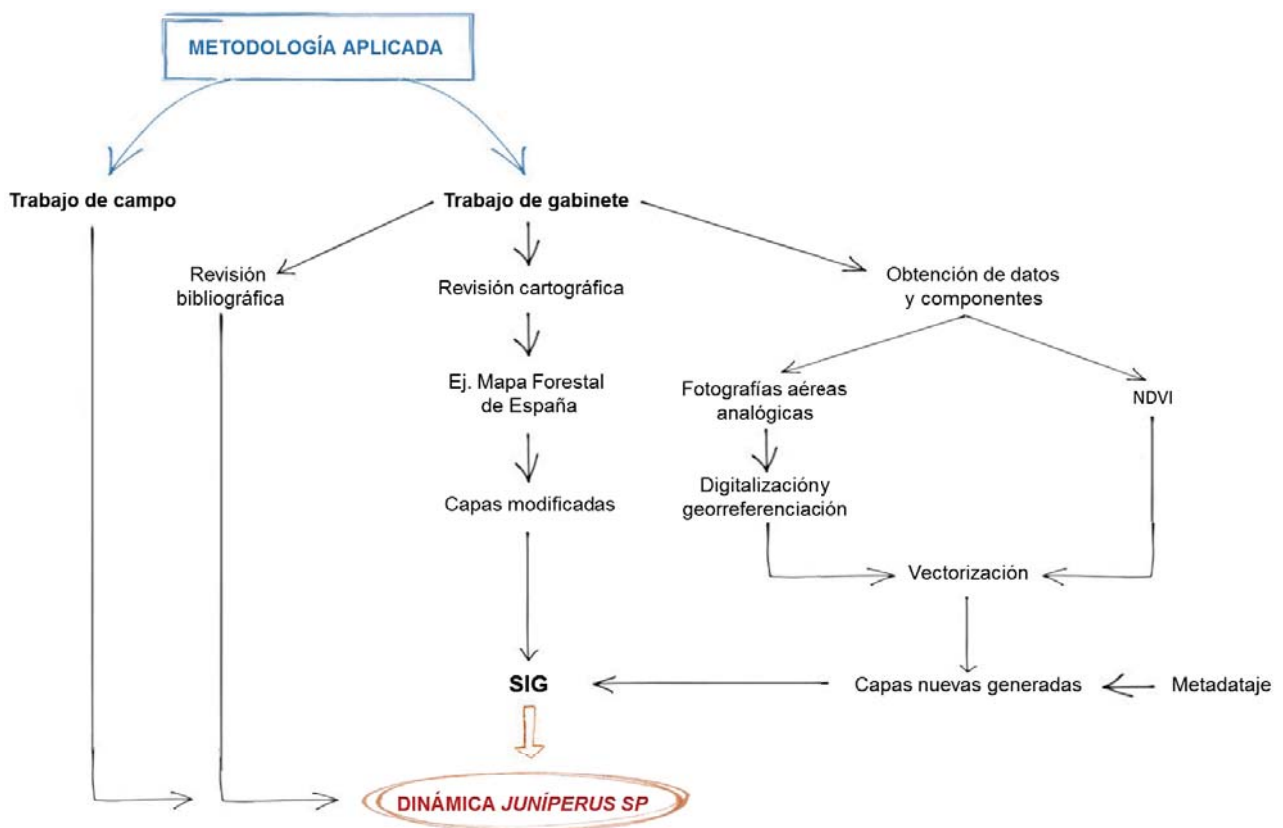 METODOLOGÍA APLICADA
Trabajo de campo
Trabajo de gabinete
Revisión
bibliográfica
Revisión cartográfica
Obtención de datos
y componentes
Ej. Mapa Forestal
de España
Fotografías aéreas
analógicas
NDVI
Capas modificadas
Digitalizacióny
georreferenciación
Vectorización
SIG
Capas nuevas generadas
Metadataje
DINÁMICA JUNÍPERUS SP